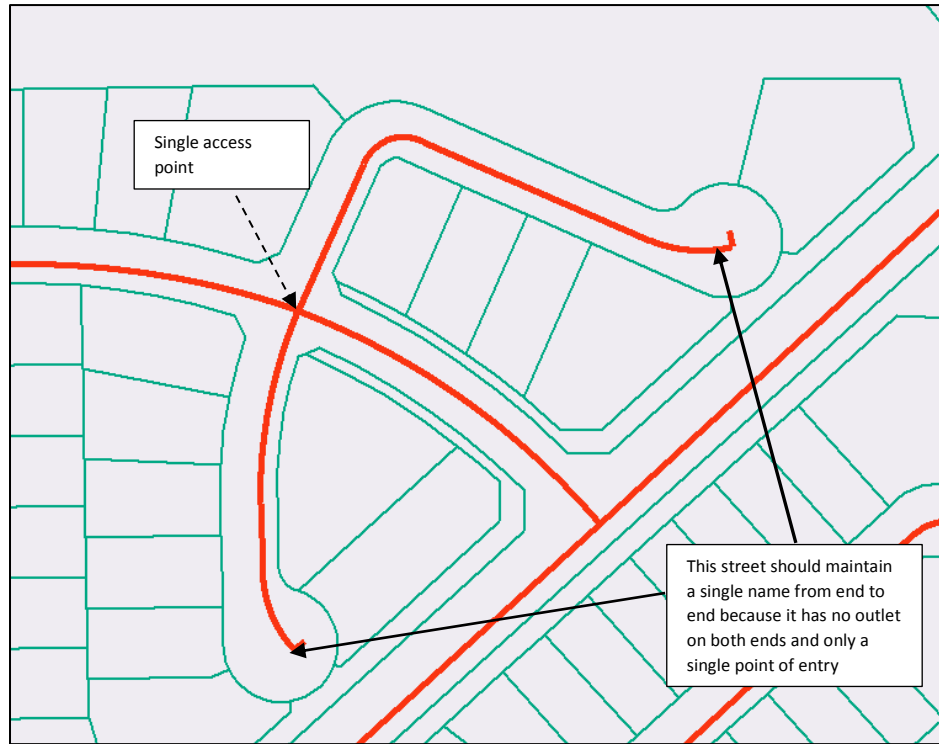 Single access
point
This street should maintain
a single name from end to
end because it has no outlet
on both ends and only a
single point of entry